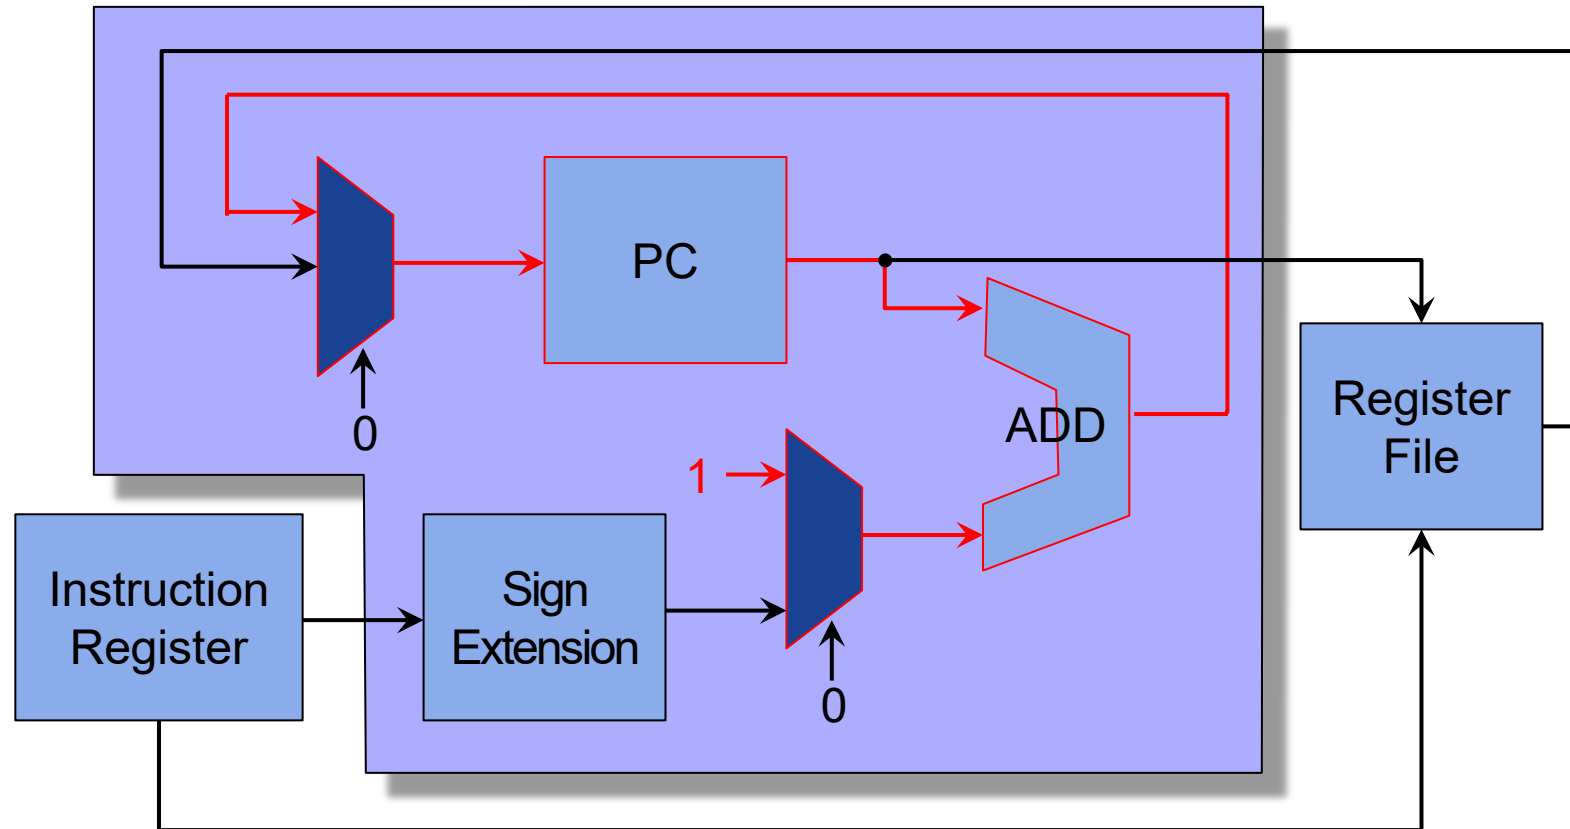 PC
0
ADD
Register
File
1
Instruction
Register
Sign
Extension
0